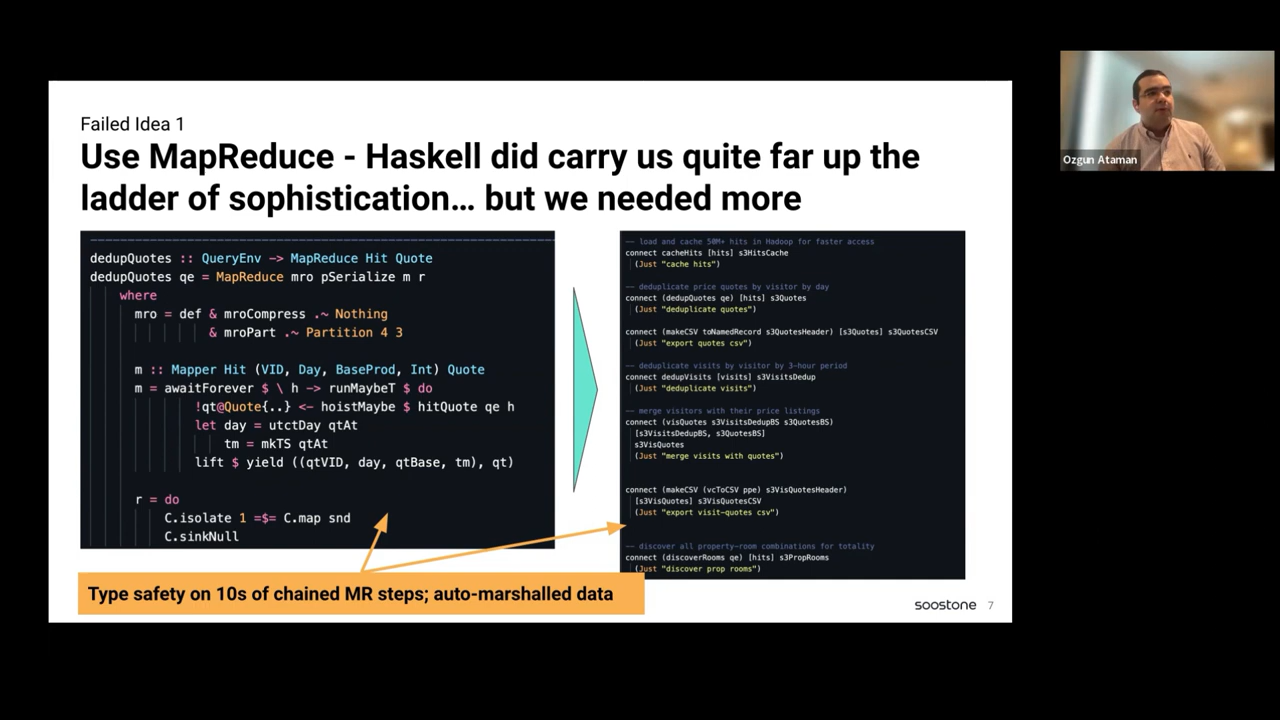 Failed Idea 1
Use MapReduce - Haskell did carry us quite far up the
ladder of sophistication... but we needed more
dedupQuotes :: QueryEnv -> MapReduce Hit Quote
dedupQuotes qe = MapReduce mro pSerialize m r
where
mro = def & mroCompress .~ Nothing
& mroPart .~ Partition 4 3
m :: Mapper Hit (VID, Day, BaseProd, Int) Quote
m = awaitForever $ \ h -> runMaybeT $ do
!qt@Quote{..} <- hoistMaybe $ hitQuote qe h
let day = utctDay qtAt
tm = mkTS qtAt
lift $ yield ((qtVID, day, qtBase, tm), qt)
r = do
C.isolate 1 =$= C.map snd
C.sinkNull
-- load and cache 50M+ hits in Hadoop for faster access
connect cacheHits [hits] s3HitsCache
(Just "cache hits")
-- deduplicate price quotes by visitor by day
connect (dedupQuotes qe) [hits] s3Quotes
(Just "deduplicate quotes")
connect (makeCSV toNamedRecord s3QuotesHeader) [s3Quotes] s3QuotesCSV
(Just "export quotes csv")
-- deduplicate visits by visitor by 3-hour period
connect dedupVisits [visits] s3VisitsDedup
(Just "deduplicate visits")
-- merge visitors with their price listings
connect (visQuotes s3VisitsDedupBS s3QuotesBS)
[s3VisitsDedupBS, s3QuotesBS]
s3VisQuotes
(Just "merge visits with quotes")
connect (makeCSV (vcToCSV ppe) s3VisQuotesHeader)
[s3VisQuotes] s3VisQuotesCSV
(Just "export visit-quotes csv")
-- discover all property-room combinations for totality
connect (discoverRooms qe) [hits] s3PropRooms
(Just "discover prop rooms")
Type safety on 10s of chained MR steps; auto-marshalled data
soostone 7
Ozgun Ataman